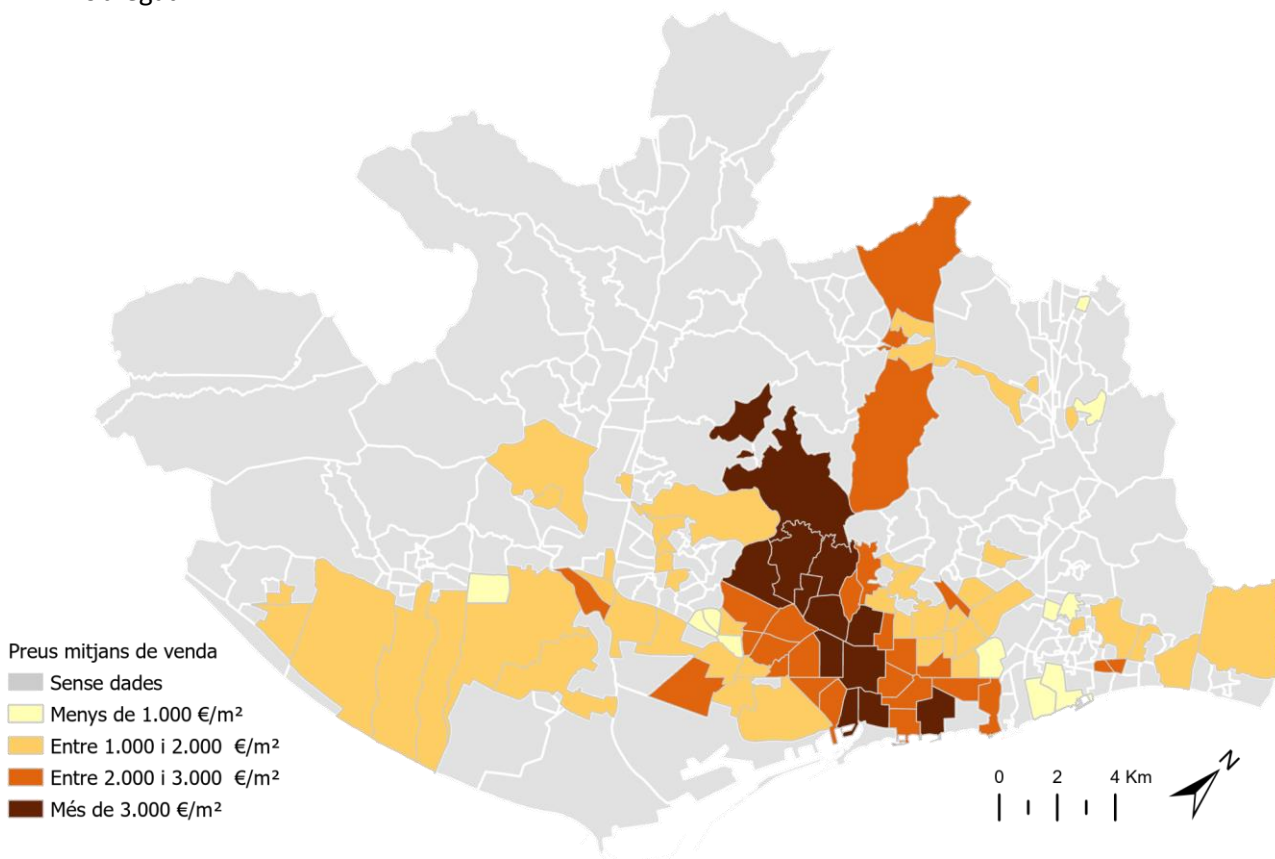 Preus mitjans de venda
Sense dades
Menys de 1.000 €/m²
Entre 1.000 i 2.000 €/m²
Entre 2.000 i 3.000 €/m²
Més de 3.000 €/m²
0 2 4 Km
N